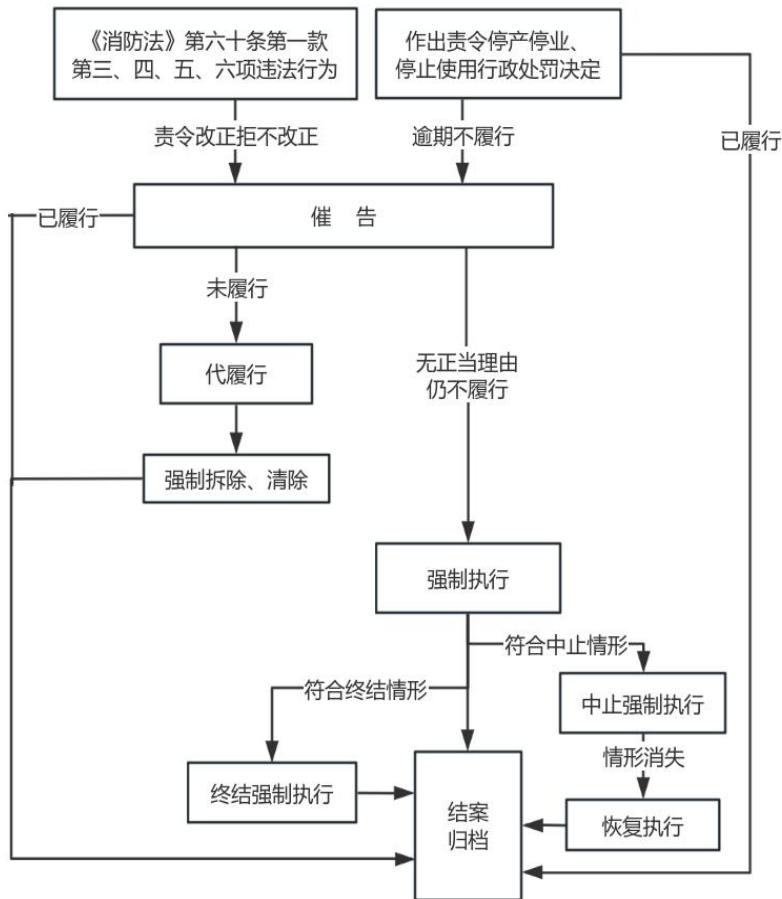 《消防法》第六十条第一款
第三、四、五、六项违法行为
作出责令停产停业、
停止使用行政处罚决定
责令改正拒不改正
逾期不履行
已履行
已履行
催 告
未履行
无正当理由
仍不履行
代履行
强制拆除、清除
强制执行
符合中止情形
符合终结情形
中止强制执行
情形消失
终结强制执行
结案
归档
恢复执行